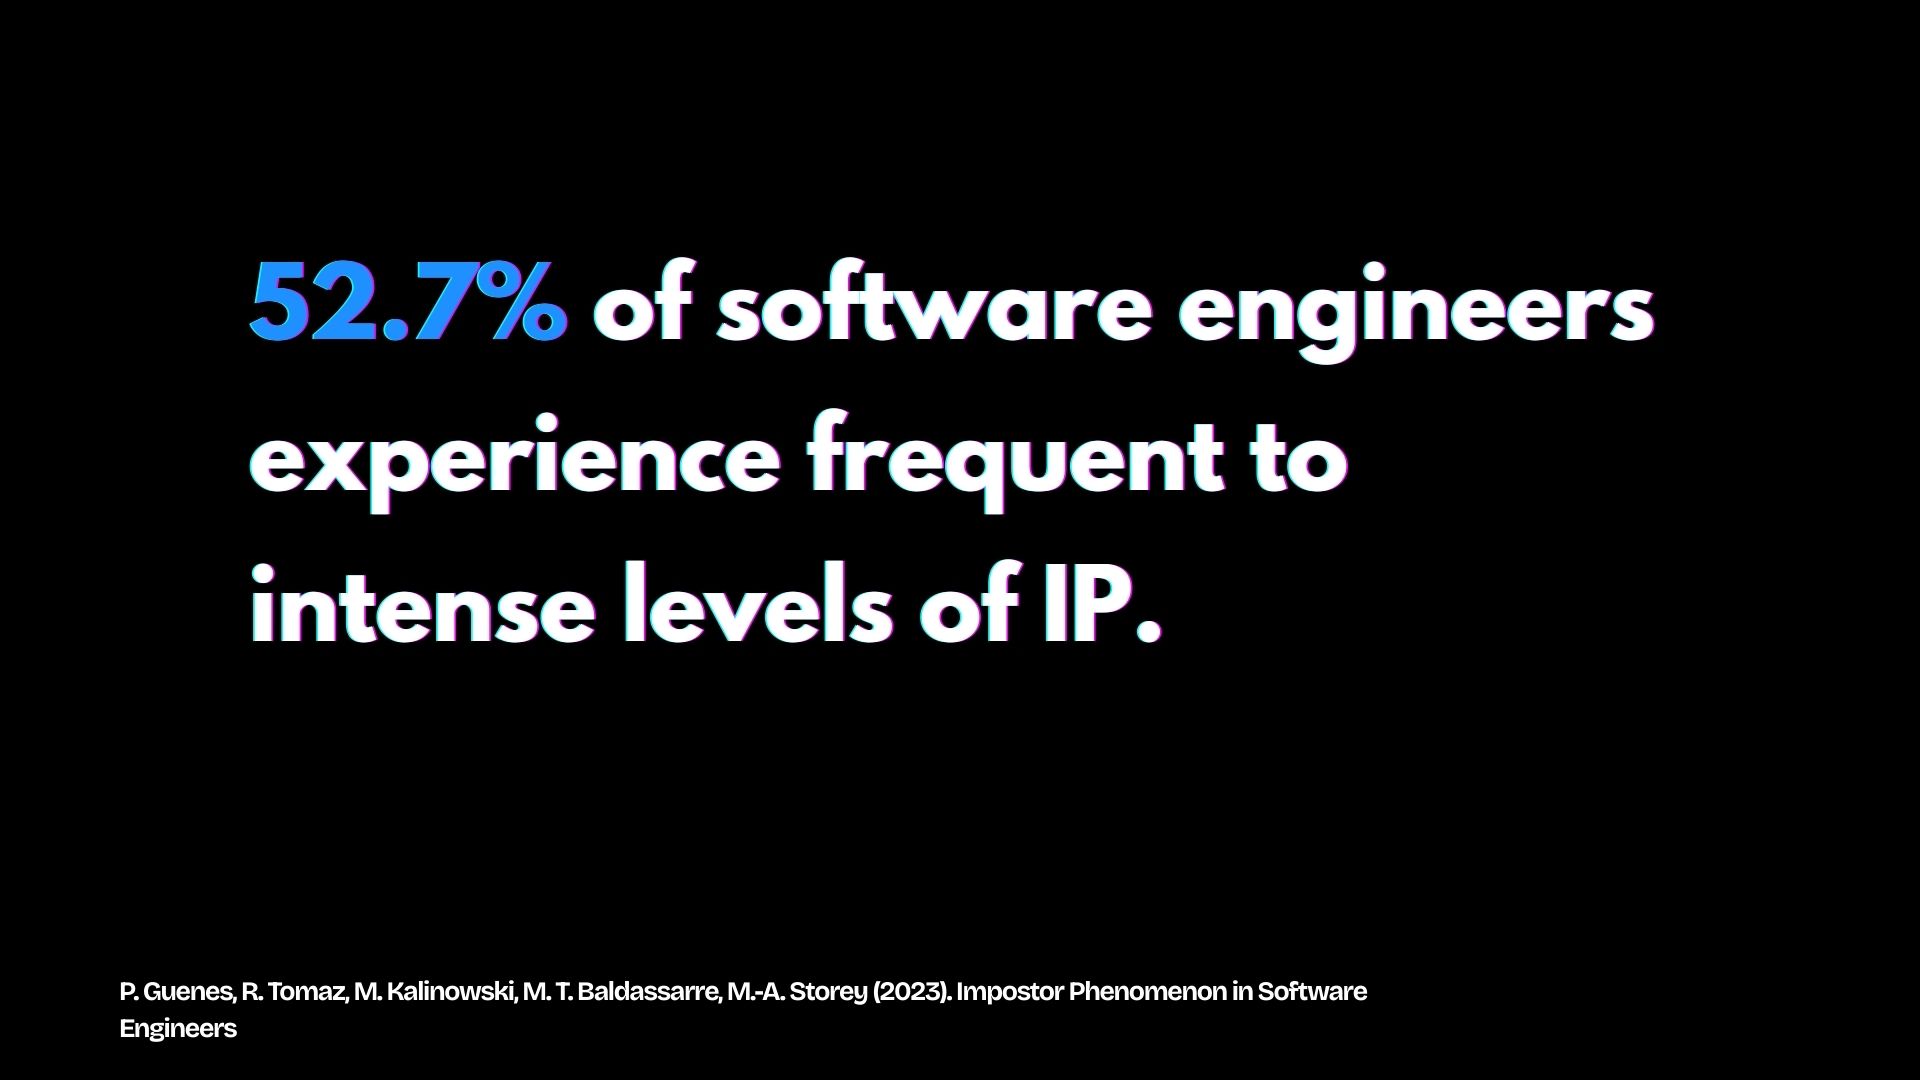 52.7% of software engineers
experience frequent to
intense levels of IP.
P. Guenes, R. Tomaz, M. Kalinowski, M. T. Baldassarre, M.-A. Storey (2023). Impostor Phenomenon in Software
Engineers